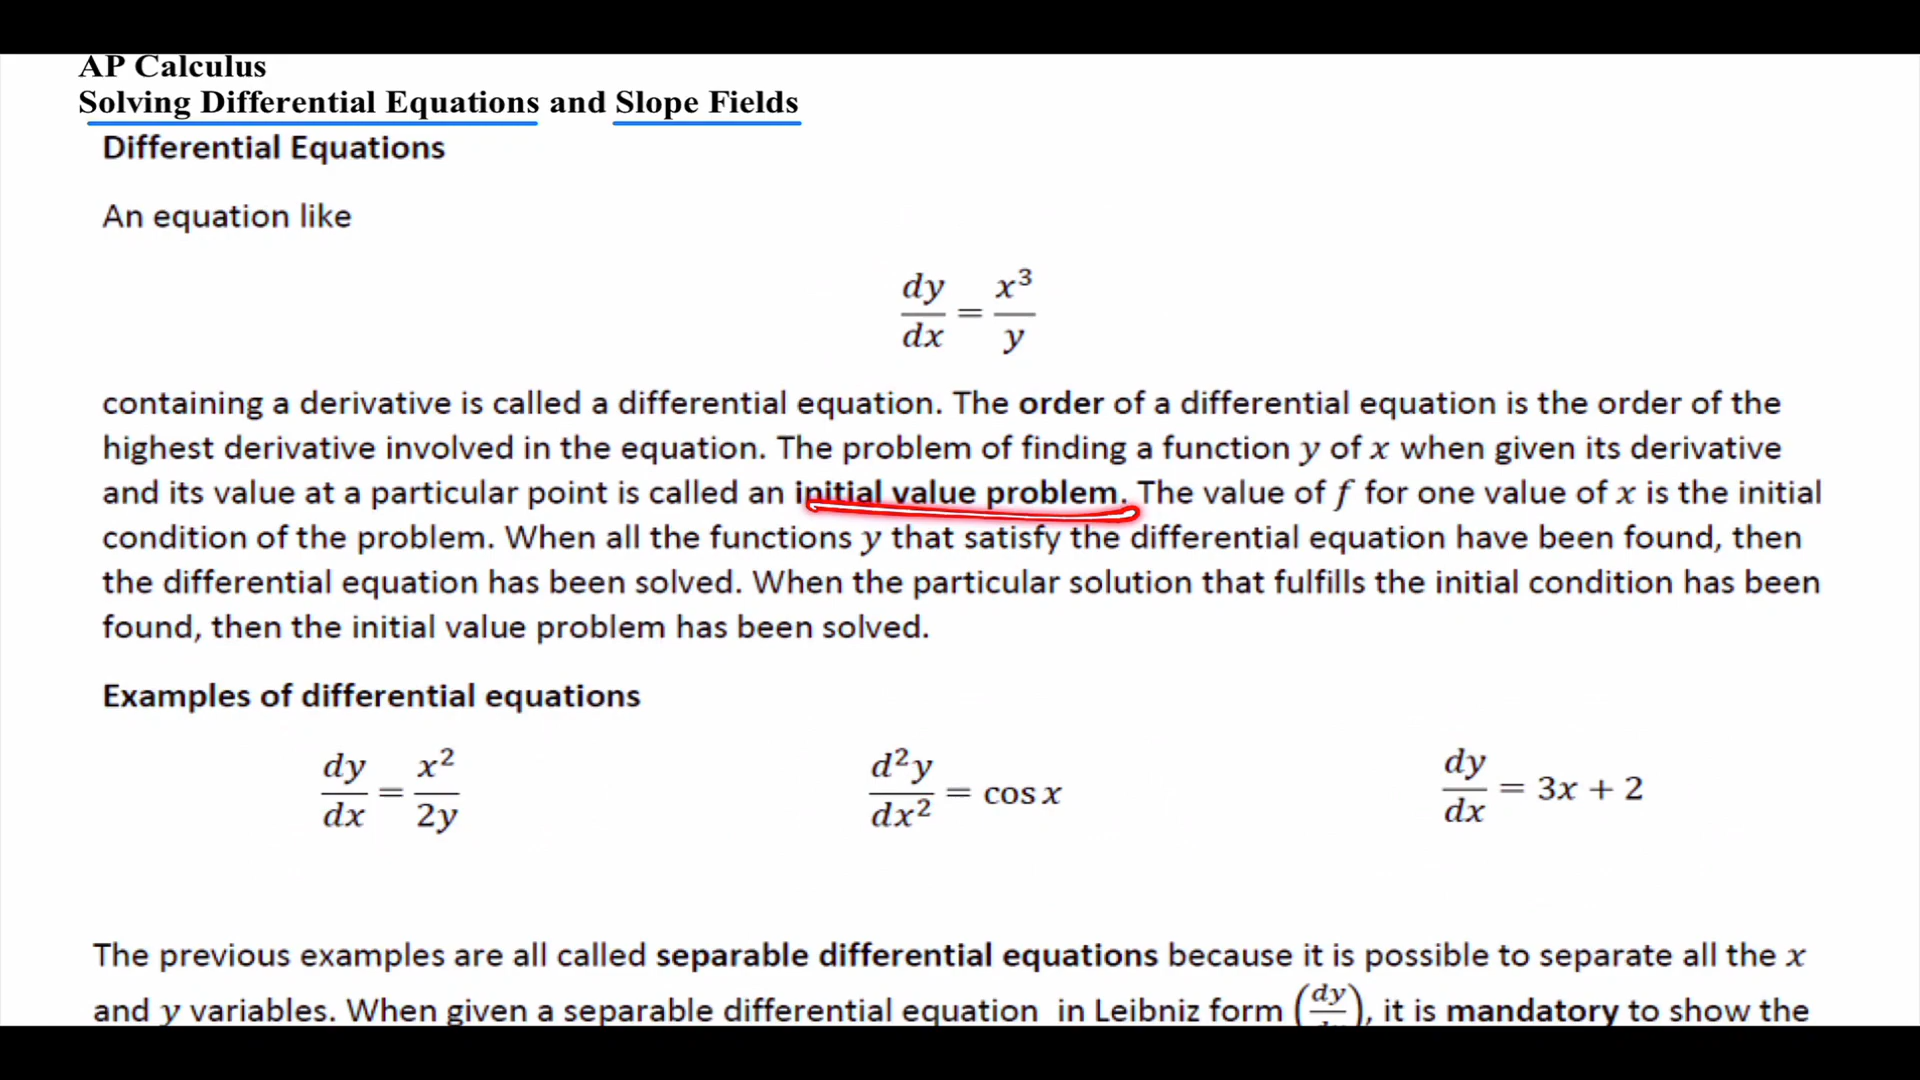 AP Calculus
Solving Differential Equations and Slope Fields
Differential Equations
An equation like
dy/dx = x³/y
containing a derivative is called a differential equation. The order of a differential equation is the order of the
highest derivative involved in the equation. The problem of finding a function y of x when given its derivative
and its value at a particular point is called an initial value problem. The value of f for one value of x is the initial
condition of the problem. When all the functions y that satisfy the differential equation have been found, then
the differential equation has been solved. When the particular solution that fulfills the initial condition has been
found, then the initial value problem has been solved.
Examples of differential equations
dy/dx = x²/2y    d²y/dx² = cos x    dy/dx = 3x + 2
The previous examples are all called separable differential equations because it is possible to separate all the x
and y variables. When given a separable differential equation in Leibniz form (dy/dx), it is mandatory to show the